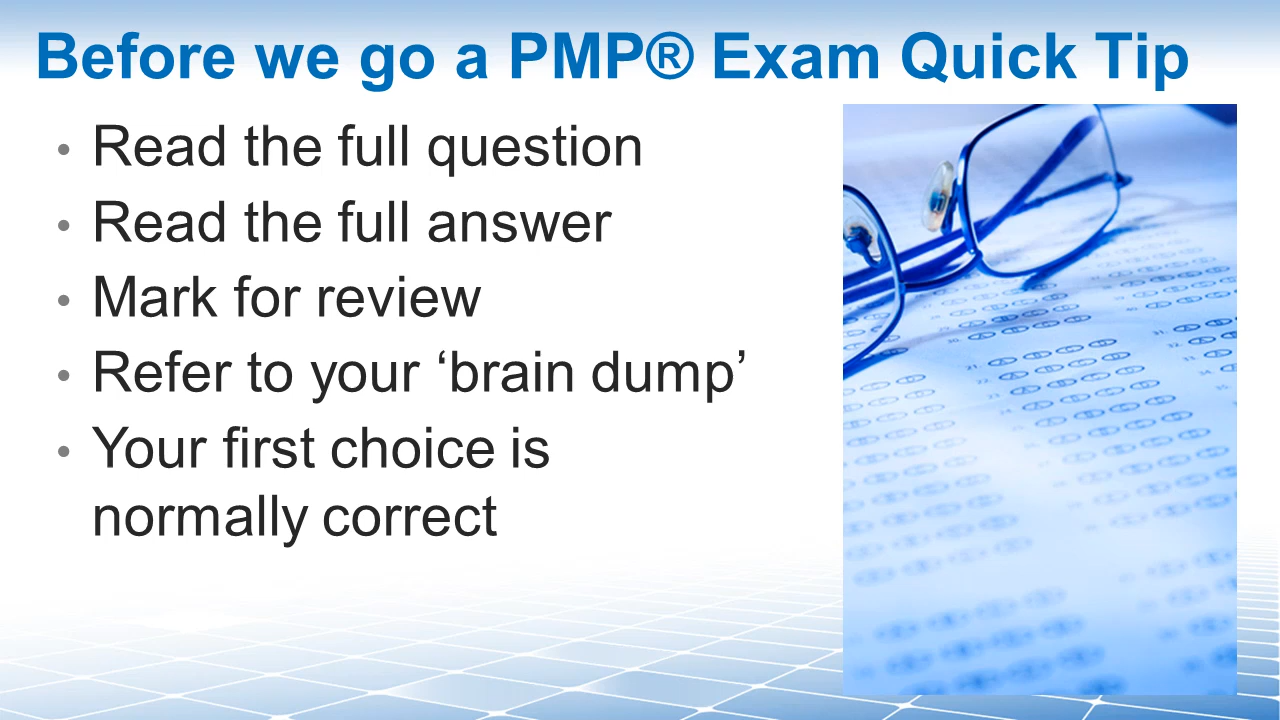 Before we go a PMP® Exam Quick Tip
• Read the full question
• Read the full answer
• Mark for review
• Refer to your ‘brain dump’
• Your first choice is
normally correct